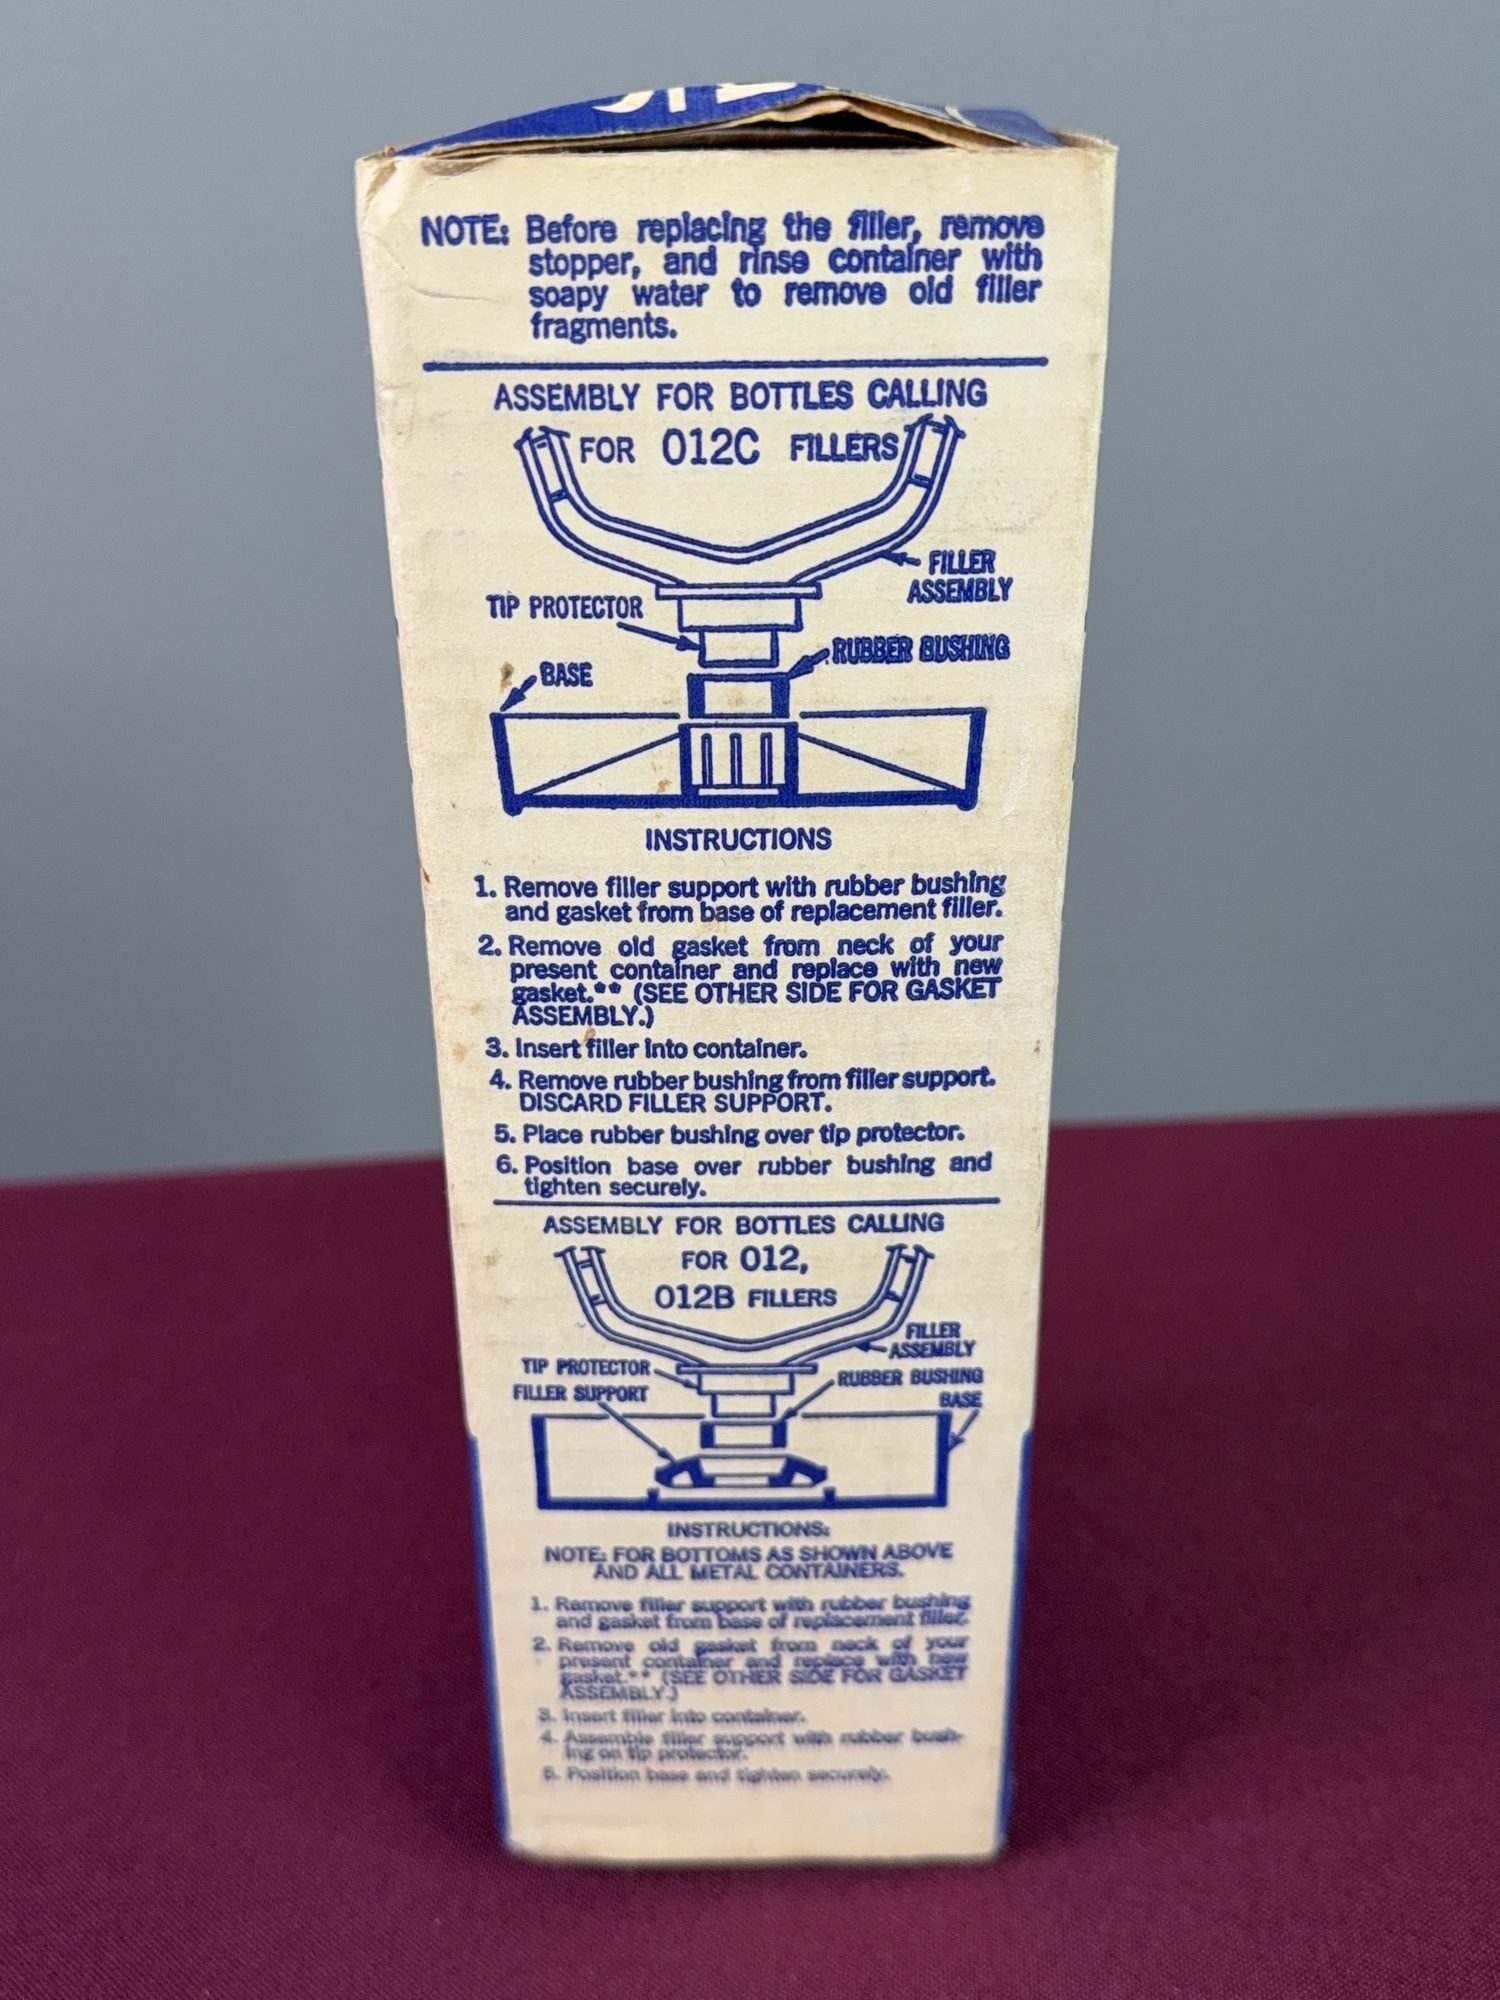 NOTE: Before replacing the filler, remove
stopper, and rinse container with
soapy water to remove old filler
fragments.
ASSEMBLY FOR BOTTLES CALLING
FOR 012C FILLERS
FILLER
ASSEMBLY
TIP PROTECTOR
RUBBER BUSHING
BASE
INSTRUCTIONS
1. Remove filler support with rubber bushing
and gasket from base of replacement filler.
2. Remove old gasket from neck of your
present container and replace with new
gasket.** (SEE OTHER SIDE FOR GASKET
ASSEMBLY.)
3. Insert filler into container.
4. Remove rubber bushing from filler support.
DISCARD FILLER SUPPORT.
5. Place rubber bushing over tip protector.
6. Position base over rubber bushing and
tighten securely.
ASSEMBLY FOR BOTTLES CALLING
FOR 012,
012B FILLERS
FILLER
ASSEMBLY
TIP PROTECTOR
RUBBER BUSHING
FILLER SUPPORT
BASE
INSTRUCTIONS:
NOTE: FOR BOTTOMS AS SHOWN ABOVE
AND ALL METAL CONTAINERS.
1. Remove filler support with rubber bushing
and gasket from base of replacement filler.
2. Remove old gasket from neck of your
present container and replace with new
gasket.** (SEE OTHER SIDE FOR GASKET
ASSEMBLY.)
3. Insert filler into container.
4. Assemble filler support with rubber bush-
ing on tip protector.
5. Position base and tighten securely.